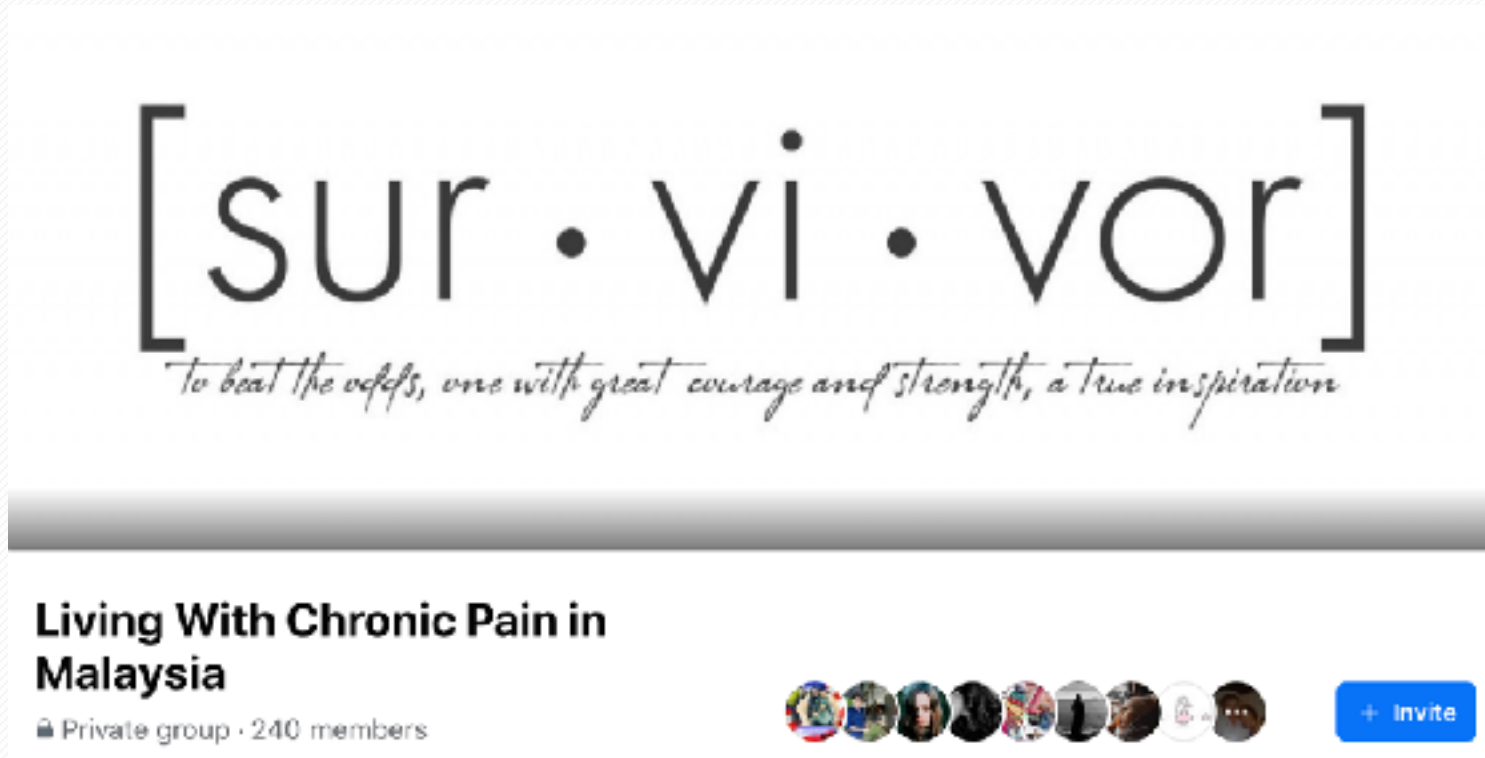 [sur • vi • vor]
to beat the odds, one with great courage and strength, a true inspiration
Living With Chronic Pain in
Malaysia
Private group · 240 members
+ Invite